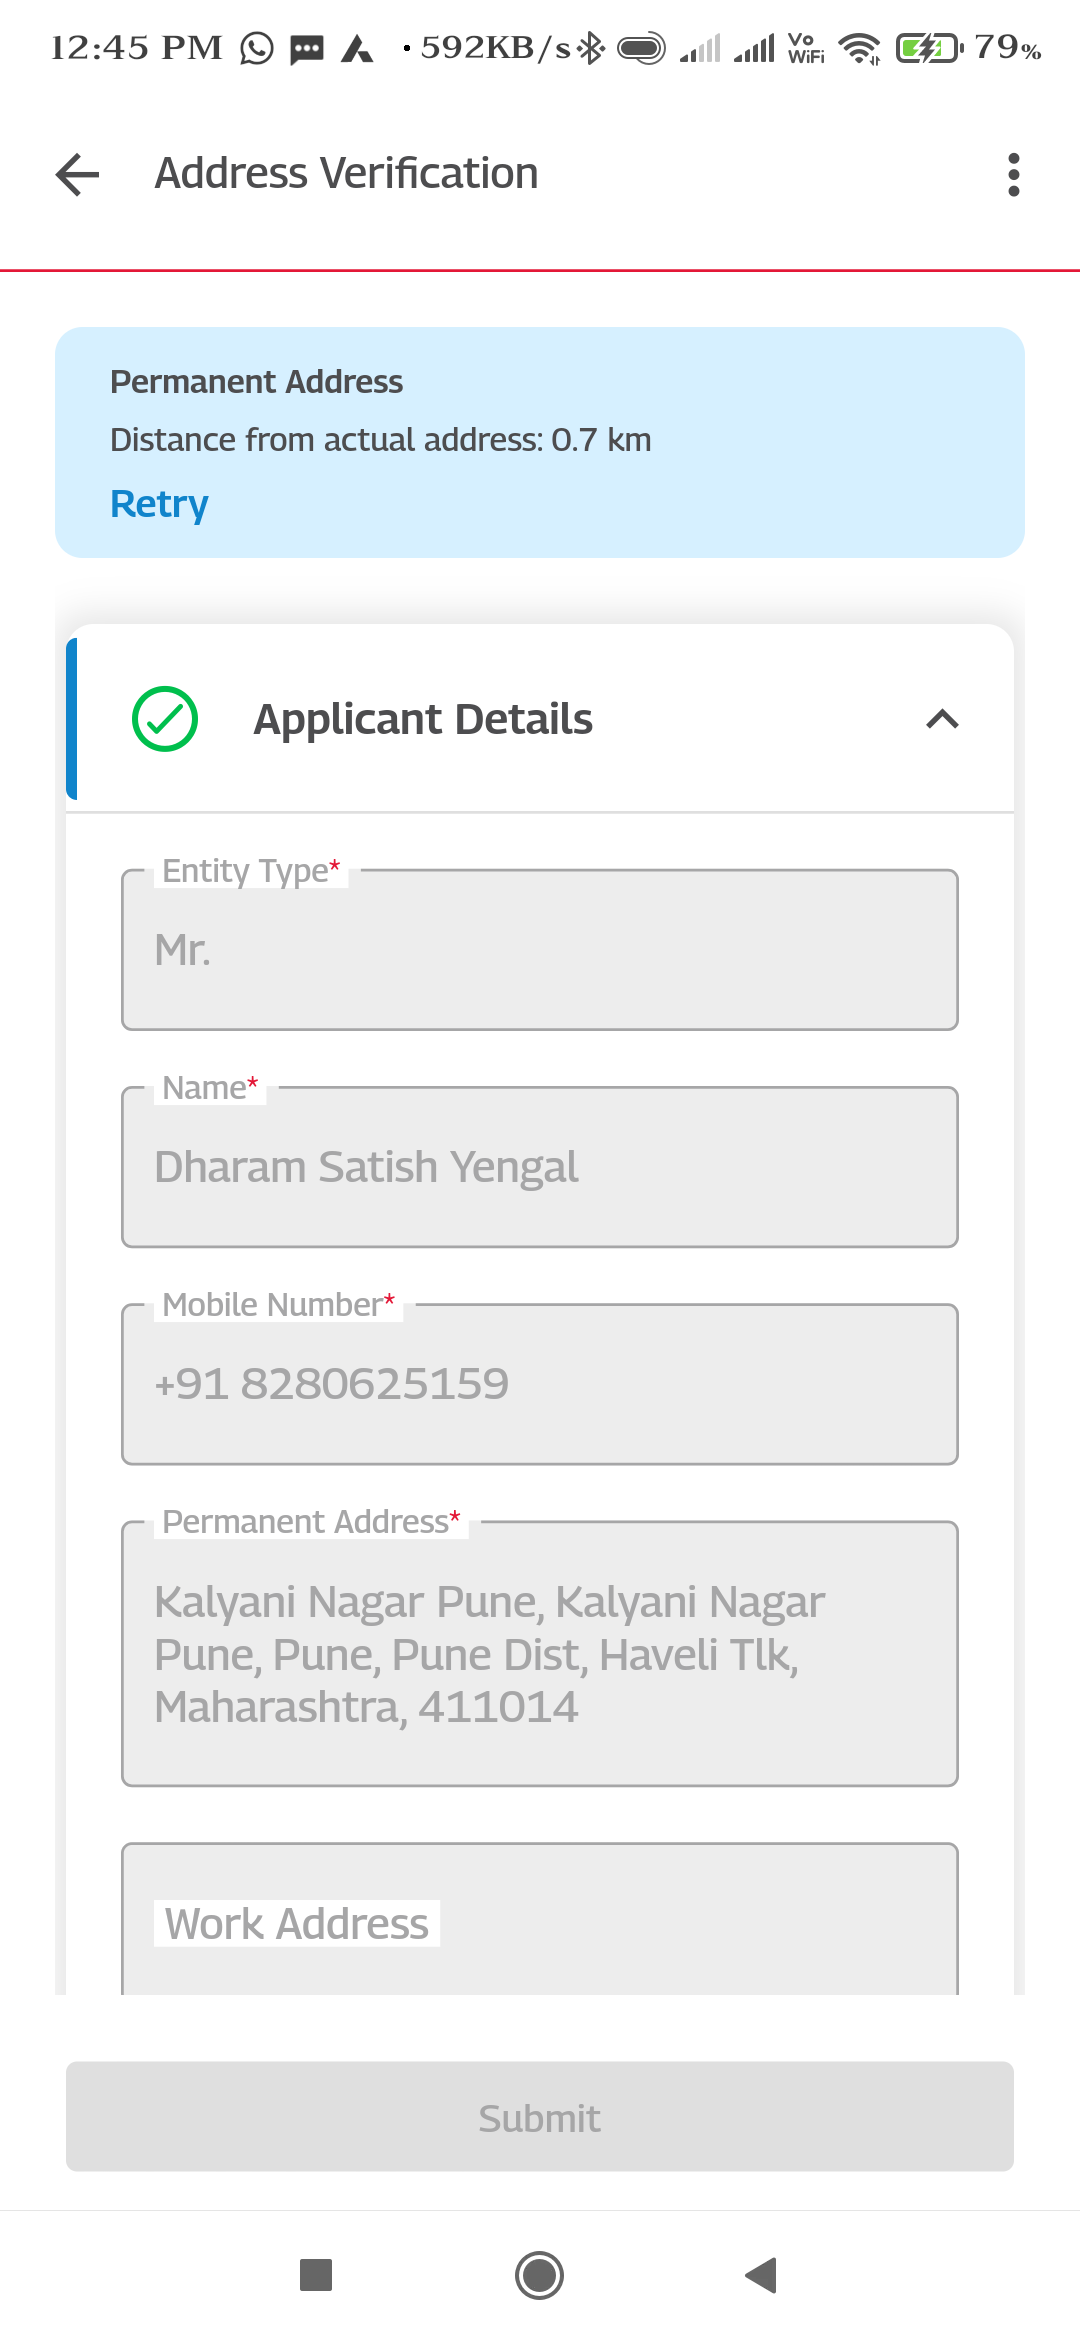 12:45 PM
592KB/s
Vo
WiFi
79%
Address Verification
Permanent Address
Distance from actual address: 0.7 km
Retry
Applicant Details
Entity Type*
Mr.
Name*
Dharam Satish Yengal
Mobile Number*
+91 8280625159
Permanent Address*
Kalyani Nagar Pune, Kalyani Nagar
Pune, Pune, Pune Dist, Haveli Tlk,
Maharashtra, 411014
Work Address
Submit